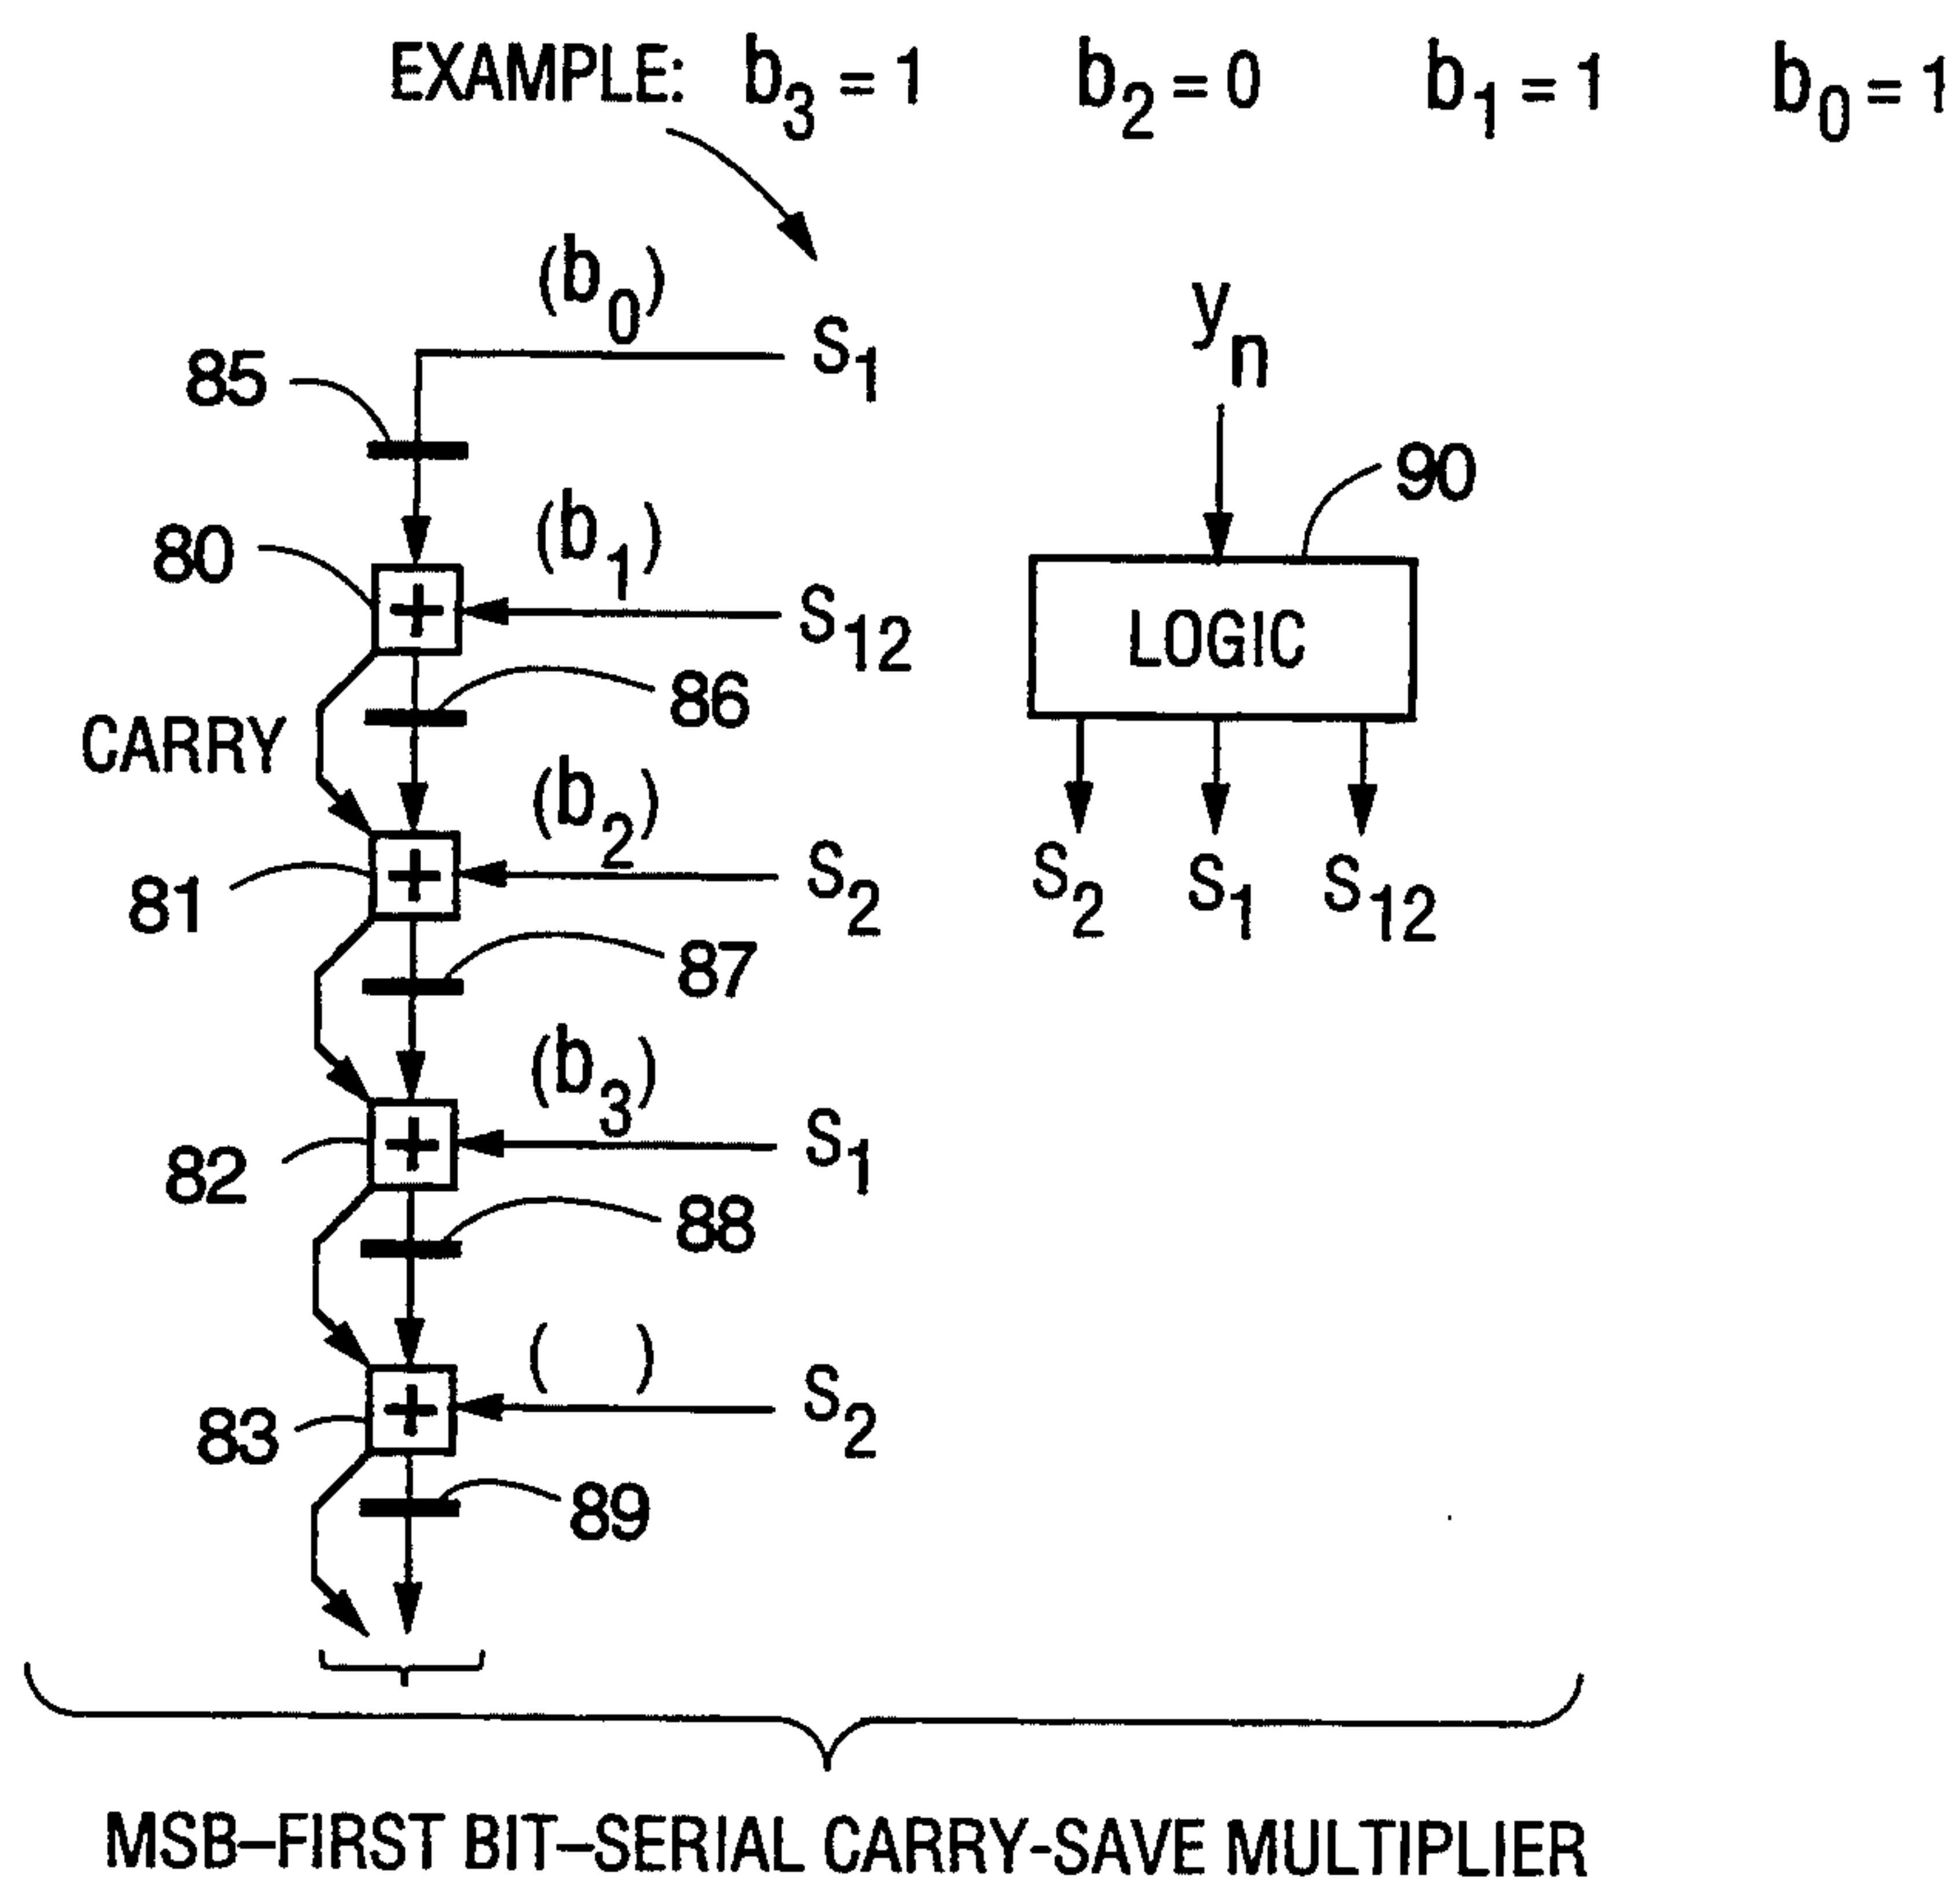 EXAMPLE: b3 = 1 b2 = 0 b1 = 1 b0 = 1
(b0)
S1
yn
85
90
(b1)
80
+
S12
LOGIC
86
CARRY
(b2)
81
+
S2
S2 S1 S12
87
(b3)
82
+
S1
88
( )
83
+
S2
89
MSB–FIRST BIT–SERIAL CARRY-SAVE MULTIPLIER